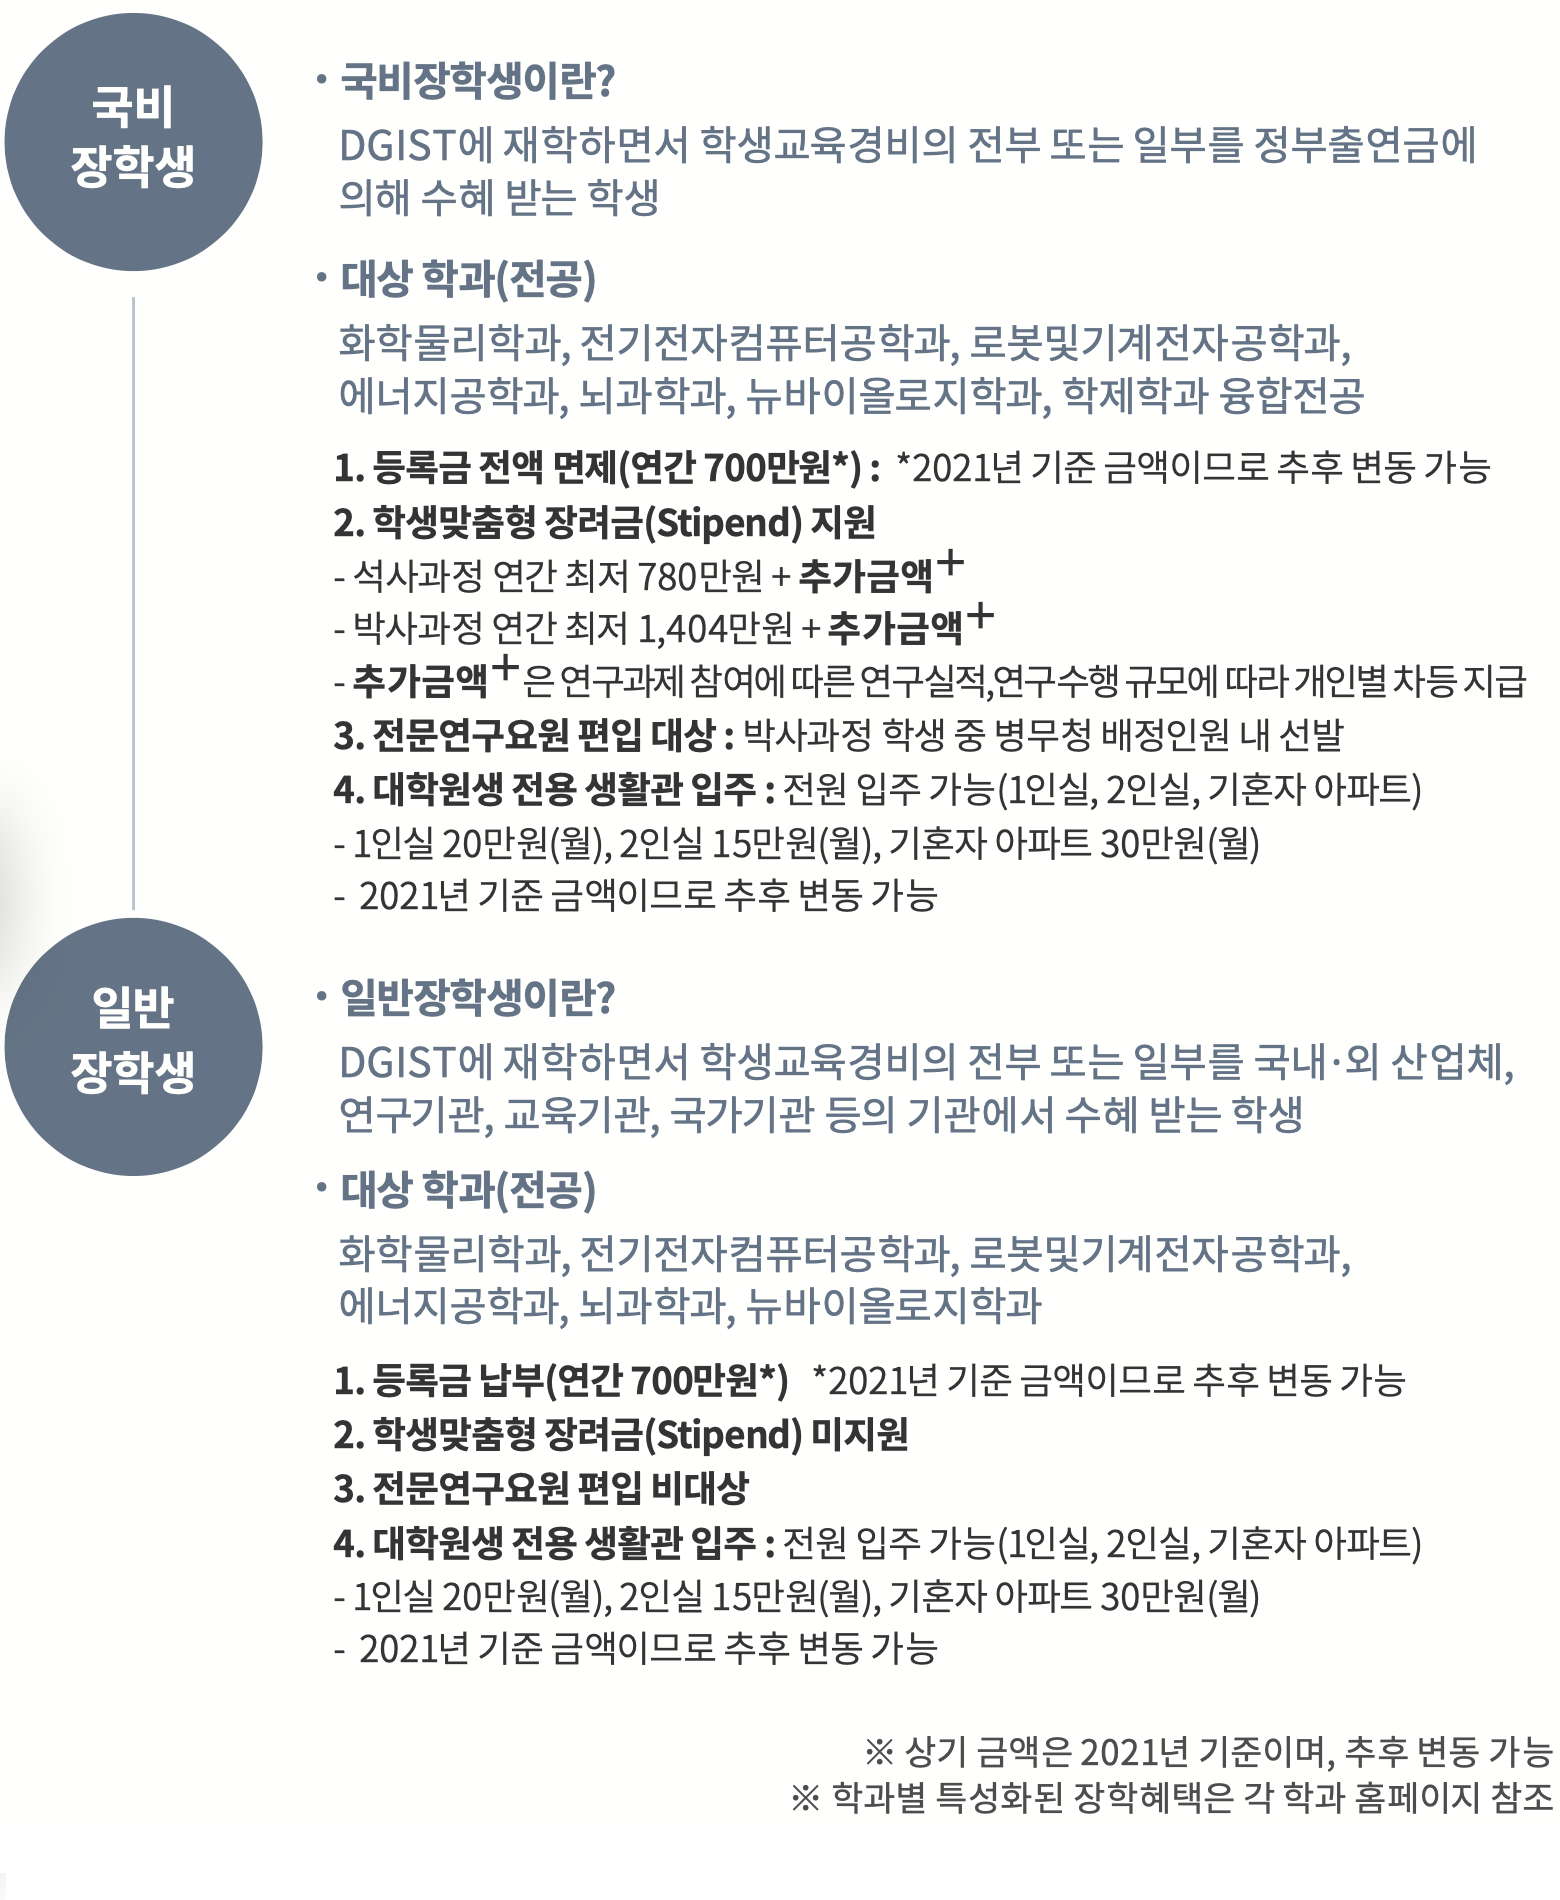 국비
장학생
• 국비장학생이란?
DGIST에 재학하면서 학생교육경비의 전부 또는 일부를 정부출연금에
의해 수혜 받는 학생
• 대상 학과(전공)
화학물리학과, 전기전자컴퓨터공학과, 로봇및기계전자공학과,
에너지공학과, 뇌과학과, 뉴바이올로지학과, 학제학과 융합전공
1. 등록금 전액 면제(연간 700만원*) : *2021년 기준 금액이므로 추후 변동 가능
2. 학생맞춤형 장려금(Stipend) 지원
- 석사과정 연간 최저 780만원 + 추가금액+
- 박사과정 연간 최저 1,404만원 + 추가금액+
- 추가금액+은 연구과제 참여에 따른 연구실적,연구수행 규모에 따라 개인별 차등 지급
3. 전문연구요원 편입 대상 : 박사과정 학생 중 병무청 배정인원 내 선발
4. 대학원생 전용 생활관 입주 : 전원 입주 가능(1인실, 2인실, 기혼자 아파트)
- 1인실 20만원(월), 2인실 15만원(월), 기혼자 아파트 30만원(월)
- 2021년 기준 금액이므로 추후 변동 가능
일반
장학생
• 일반장학생이란?
DGIST에 재학하면서 학생교육경비의 전부 또는 일부를 국내·외 산업체,
연구기관, 교육기관, 국가기관 등의 기관에서 수혜 받는 학생
• 대상 학과(전공)
화학물리학과, 전기전자컴퓨터공학과, 로봇및기계전자공학과,
에너지공학과, 뇌과학과, 뉴바이올로지학과
1. 등록금 납부(연간 700만원*) *2021년 기준 금액이므로 추후 변동 가능
2. 학생맞춤형 장려금(Stipend) 미지원
3. 전문연구요원 편입 비대상
4. 대학원생 전용 생활관 입주 : 전원 입주 가능(1인실, 2인실, 기혼자 아파트)
- 1인실 20만원(월), 2인실 15만원(월), 기혼자 아파트 30만원(월)
- 2021년 기준 금액이므로 추후 변동 가능
※ 상기 금액은 2021년 기준이며, 추후 변동 가능
※ 학과별 특성화된 장학혜택은 각 학과 홈페이지 참조